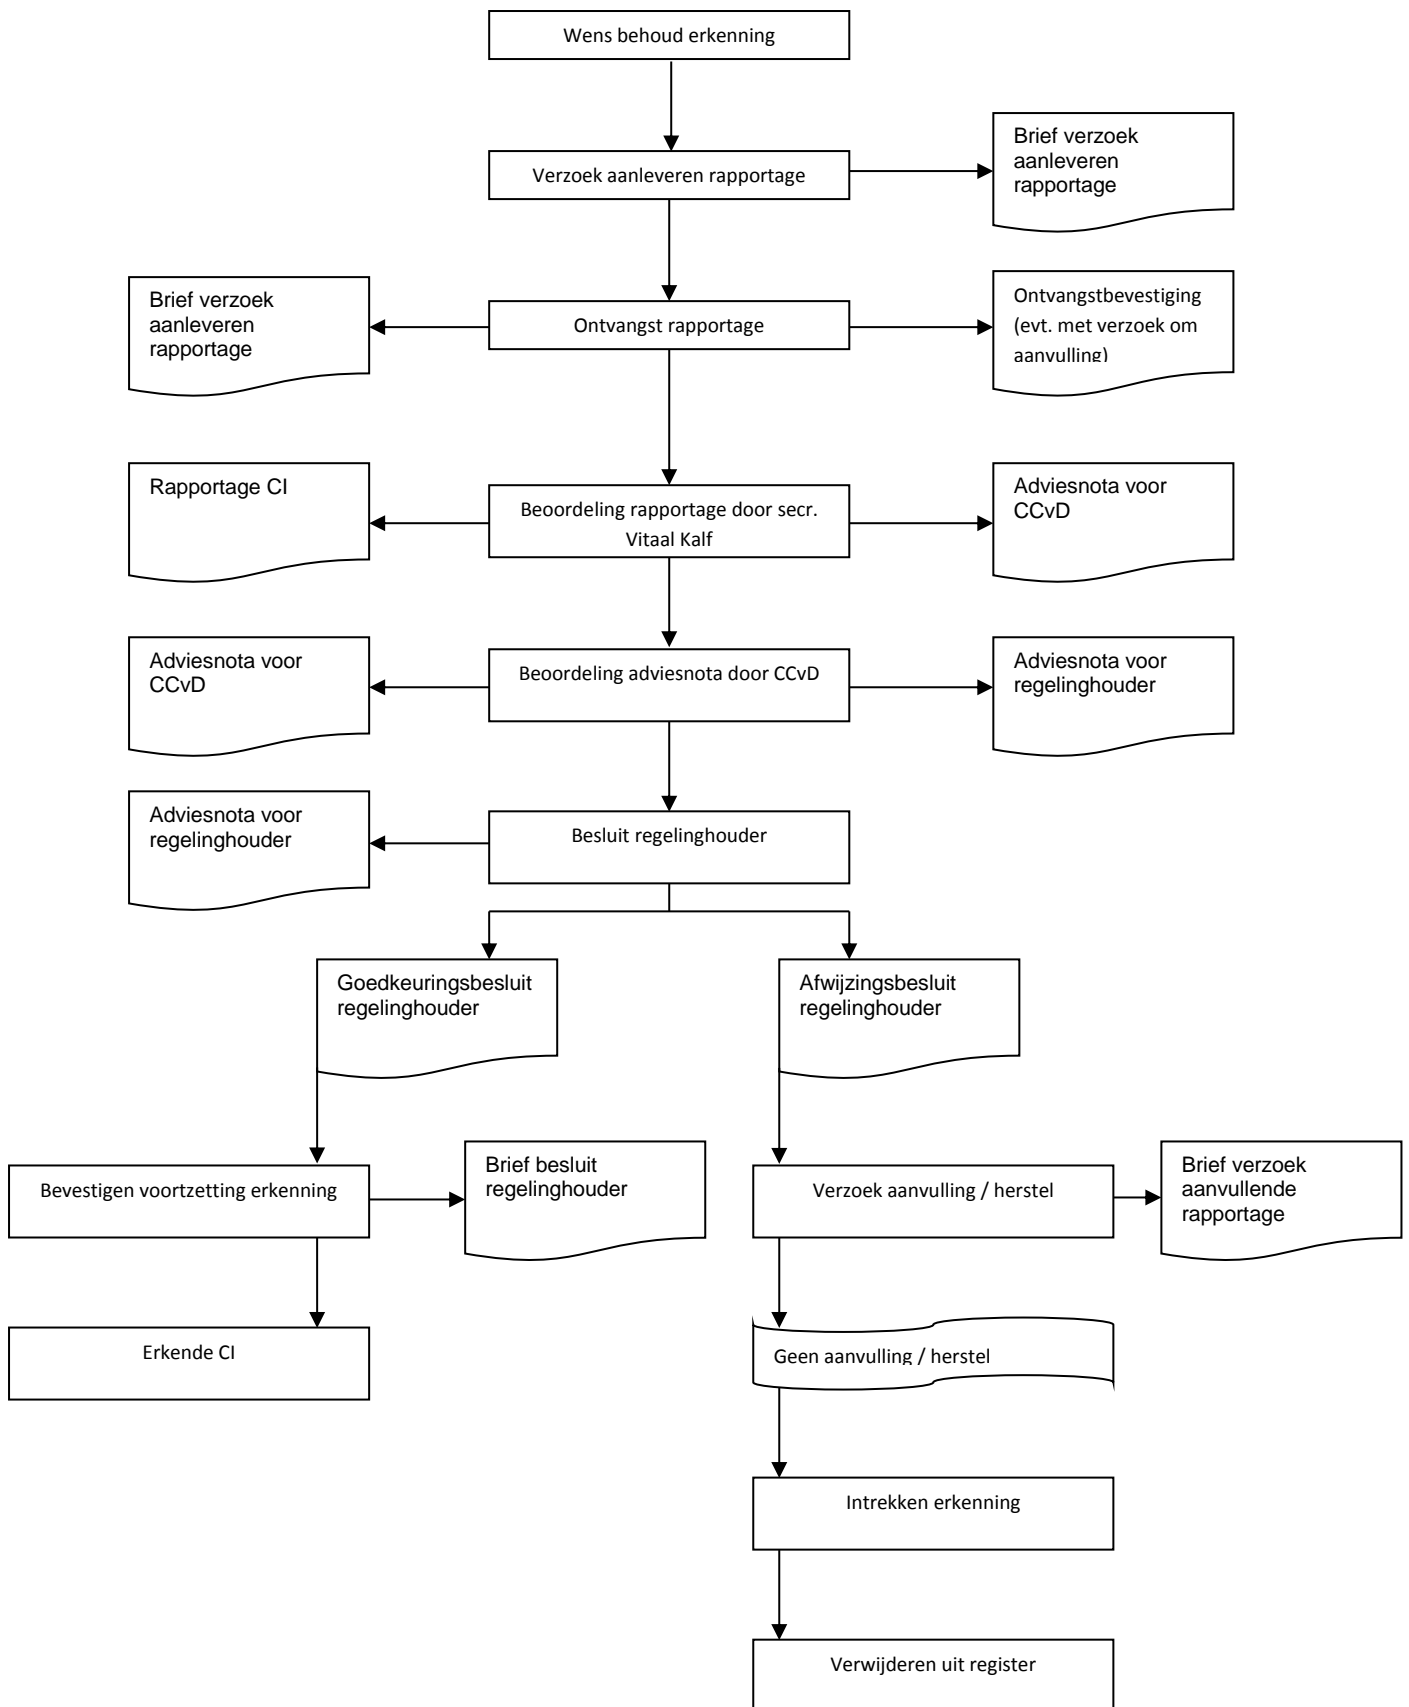 Wens behoud erkenning
Verzoek aanleveren rapportage
Brief verzoek
aanleveren
rapportage
Brief verzoek
aanleveren
rapportage
Ontvangst rapportage
Ontvangstbevestiging
(evt. met verzoek om
aanvulling)
Rapportage CI
Beoordeling rapportage door secr.
Vitaal Kalf
Adviesnota voor
CCvD
Adviesnota voor
CCvD
Beoordeling adviesnota door CCvD
Adviesnota voor
regelinghouder
Adviesnota voor
regelinghouder
Besluit regelinghouder
Goedkeuringsbesluit
regelinghouder
Afwijzingsbesluit
regelinghouder
Bevestigen voortzetting erkenning
Brief besluit
regelinghouder
Verzoek aanvulling / herstel
Brief verzoek
aanvullende
rapportage
Erkende CI
Geen aanvulling / herstel
Intrekken erkenning
Verwijderen uit register